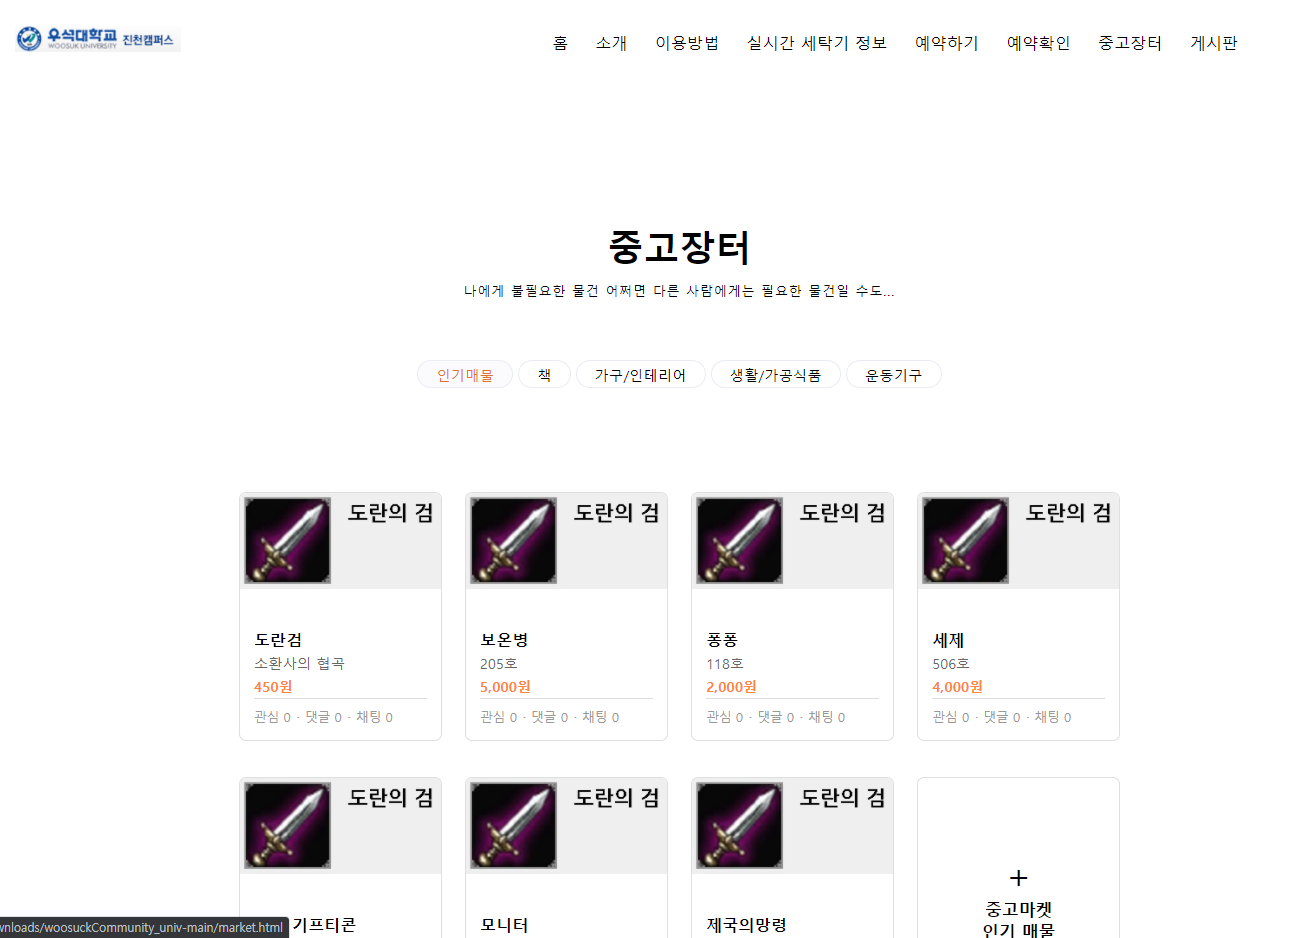 우석대학교 진천캠퍼스
WOOSUK UNIVERSITY
홈 소개 이용방법 실시간 세탁기 정보 예약하기 예약확인 중고장터 게시판
중고장터
나에게 불필요한 물건 어쩌면 다른 사람에게는 필요한 물건일 수도...
인기매물 책 가구/인테리어 생활/가공식품 운동기구
도란의 검 도란의 검 도란의 검 도란의 검
도란검 보온병 퐁퐁 세제
소환사의 협곡 205호 118호 506호
450원 5,000원 2,000원 4,000원
관심 0 · 댓글 0 · 채팅 0 관심 0 · 댓글 0 · 채팅 0 관심 0 · 댓글 0 · 채팅 0 관심 0 · 댓글 0 · 채팅 0
도란의 검 도란의 검 도란의 검
+
중고마켓
기프티콘 모니터 제국의망령
인기 매물
wnloads/woosuckCommunity_univ-main/market.html